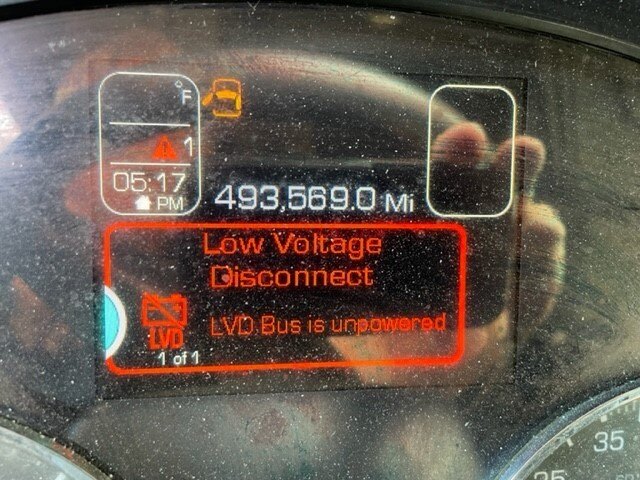 °F
1
05:17
PM
493,569.0 Mi
Low Voltage
Disconnect
LVD Bus is unpowered
LVD
1 of 1
35
25